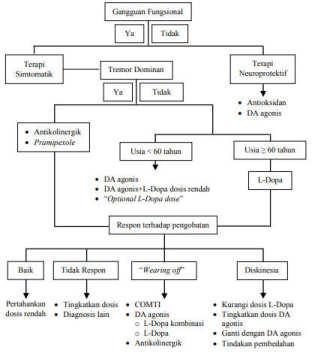 Gangguan Fungsional
Ya
Tidak
Terapi
Simtomatik
Tremor Dominan
Terapi
Neuroprotektif
Ya
Tidak
• Antioksidan
• DA agonis
• Antikolinergik
• Pramipexole
Usia < 60 tahun
Usia ≥ 60 tahun
• DA agonis
• DA agonis+L-Dopa dosis rendah
• “Optional L-Dopa dose”
L-Dopa
Respon terhadap pengobatan
Baik
Tidak Respon
“Wearing off”
Diskinesia
Pertahankan
dosis rendah
• Tingkatkan dosis
• Diagnosis lain
• COMTI
• DA agonis
o L-Dopa kombinasi
o L-Dopa
• Antikolinergik
• Kurangi dosis L-Dopa
• Tingkatkan dosis DA
agonis
• Ganti dengan DA agonis
• Tindakan pembedahan